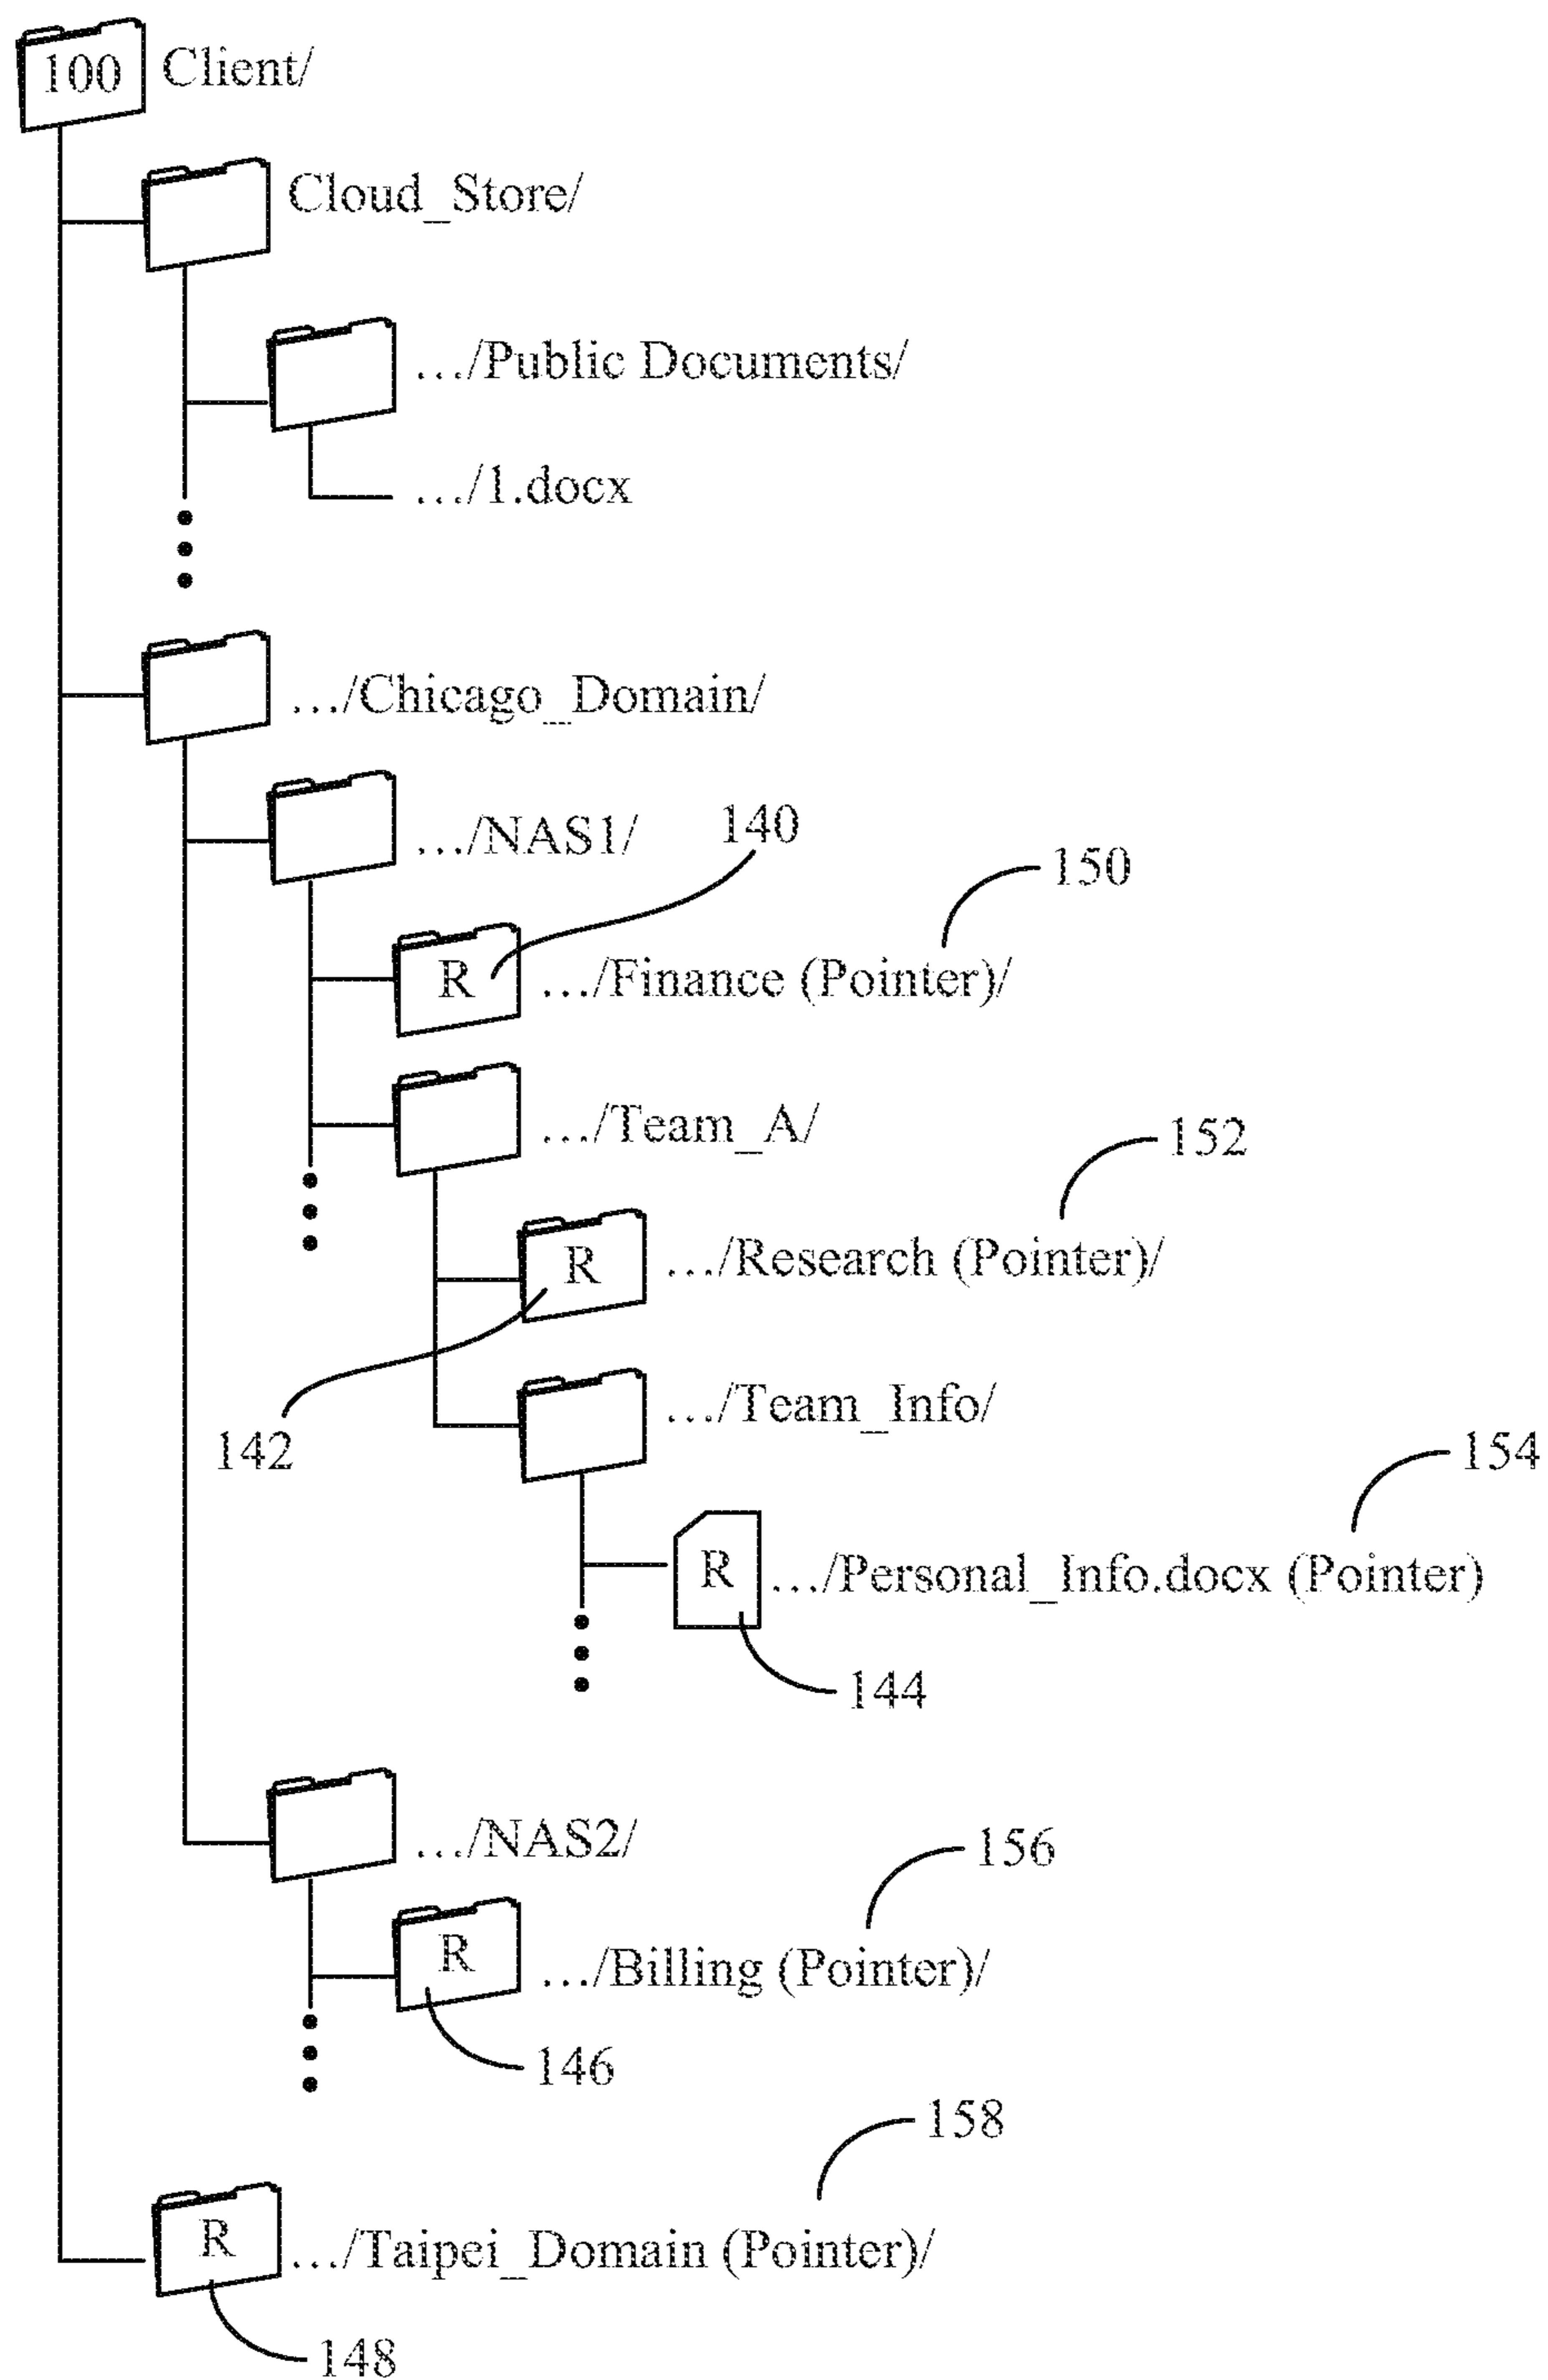 100 Client/
Cloud_Store/
…/Public Documents/
…/1.docx
…/Chicago_Domain/
…/NAS1/
140
150
R …/Finance (Pointer)/
…/Team_A/
152
R …/Research (Pointer)/
…/Team_Info/
142
154
R …/Personal_Info.docx (Pointer)
144
…/NAS2/
156
R …/Billing (Pointer)/
146
158
R …/Taipei_Domain (Pointer)/
148